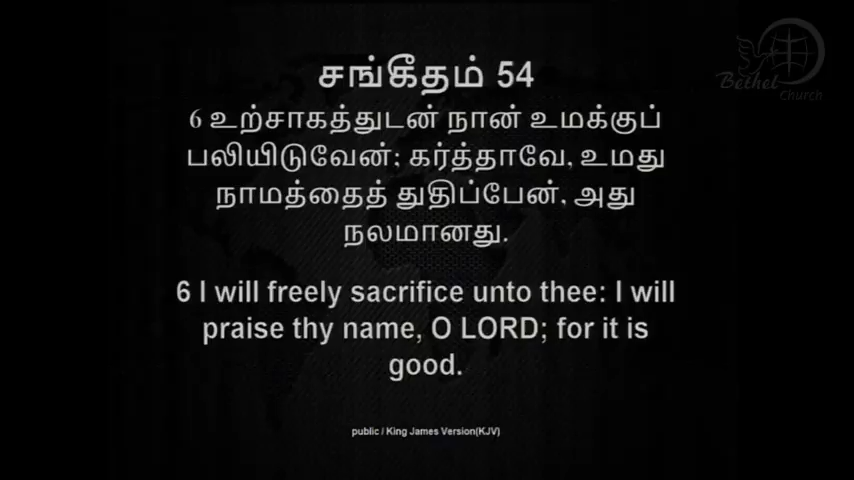 சங்கீதம் 54
6 உற்சாகத்துடன் நான் உமக்குப்
பலியிடுவேன்; கர்த்தாவே, உமது
நாமத்தைத் துதிப்பேன், அது
நலமானது.
6 I will freely sacrifice unto thee: I will
praise thy name, O LORD; for it is
good.
public / King James Version(KJV)
Bethel
Church